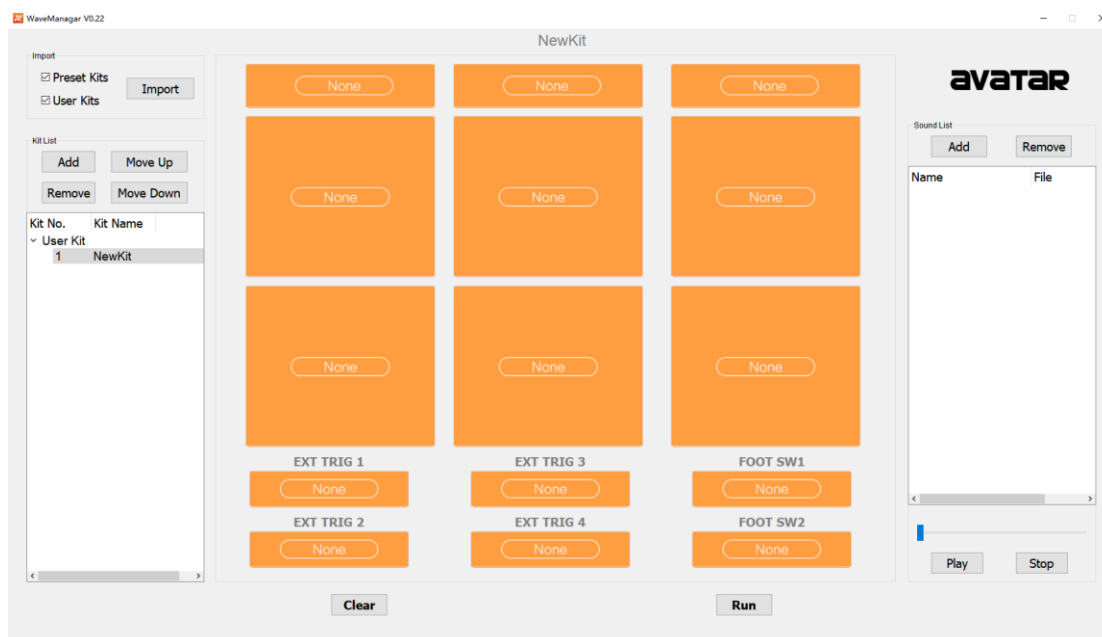 WaveManagar V0.22
NewKit
Import
Preset Kits
User Kits
Import
Kit List
Add
Move Up
Remove
Move Down
Kit No. Kit Name
User Kit
1 NewKit
None None None
None None None
None None None
EXT TRIG 1 EXT TRIG 3 FOOT SW1
None None None
EXT TRIG 2 EXT TRIG 4 FOOT SW2
None None None
Clear
Run
avatar
Sound List
Add
Remove
Name File
Play
Stop